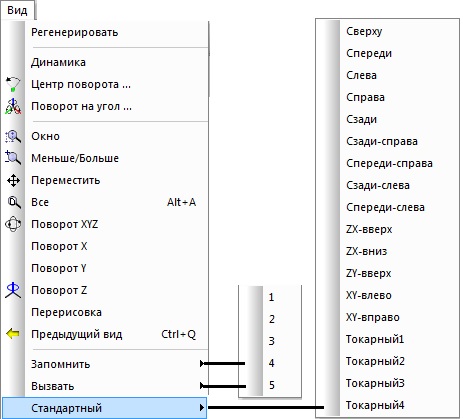 Вид
Регенерировать
Динамика
Центр поворота ...
Поворот на угол ...
Окно
Меньше/Больше
Переместить
Все Alt+A
Поворот XYZ
Поворот X
Поворот Y
Поворот Z
Перерисовка
Предыдущий вид Ctrl+Q
Запомнить
Вызвать
Стандартный
1
2
3
4
5
Сверху
Спереди
Слева
Справа
Сзади
Сзади-справа
Спереди-справа
Сзади-слева
Спереди-слева
ZX-вверх
ZX-вниз
ZY-вверх
XY-влево
XY-вправо
Токарный1
Токарный2
Токарный3
Токарный4